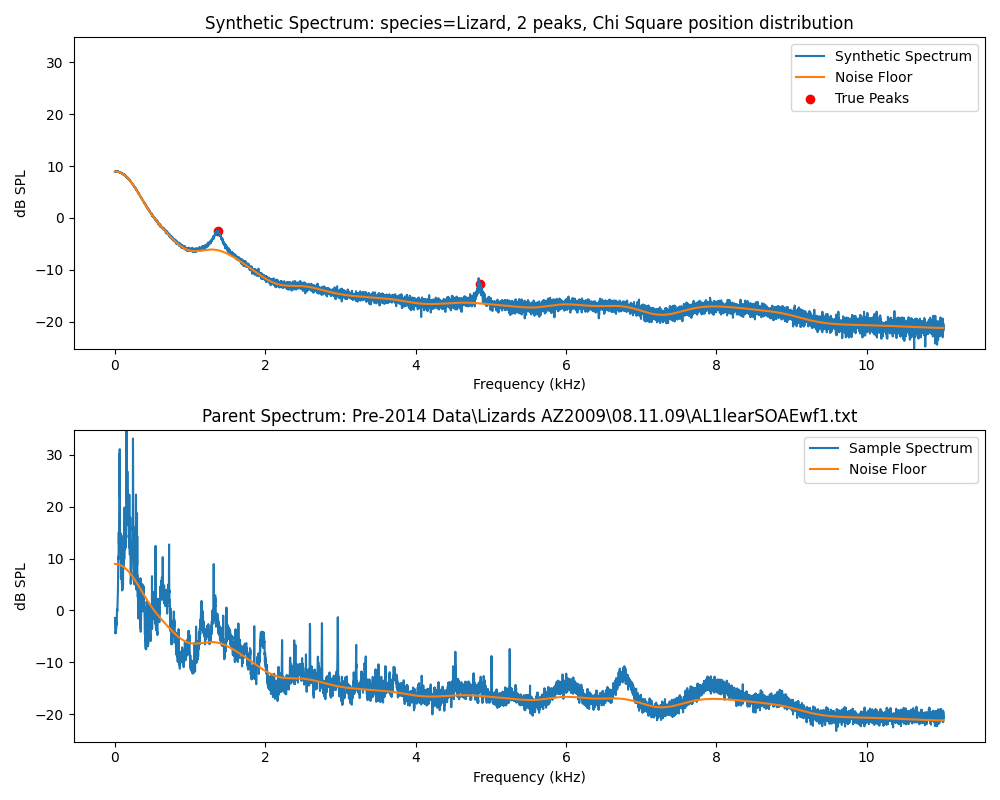 Synthetic Spectrum: species=Lizard, 2 peaks, Chi Square position distribution
30
20
10
0
−10
−20
dB SPL
Synthetic Spectrum
Noise Floor
True Peaks
0 2 4 6 8 10
Frequency (kHz)
Parent Spectrum: Pre-2014 Data\Lizards AZ2009\08.11.09\AL1learSOAEwf1.txt
30
20
10
0
−10
−20
dB SPL
Sample Spectrum
Noise Floor
0 2 4 6 8 10
Frequency (kHz)